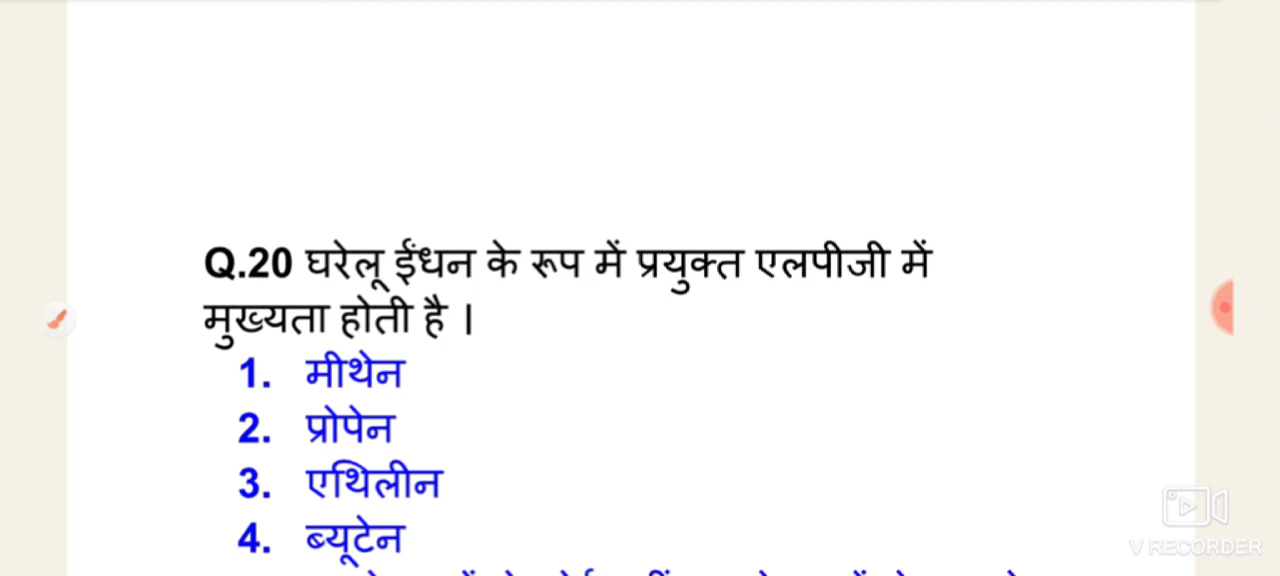 Q.20 घरेलू ईंधन के रूप में प्रयुक्त एलपीजी में
मुख्यता होती है ।
1. मीथेन
2. प्रोपेन
3. एथिलीन
4. ब्यूटेन
V RECORDER